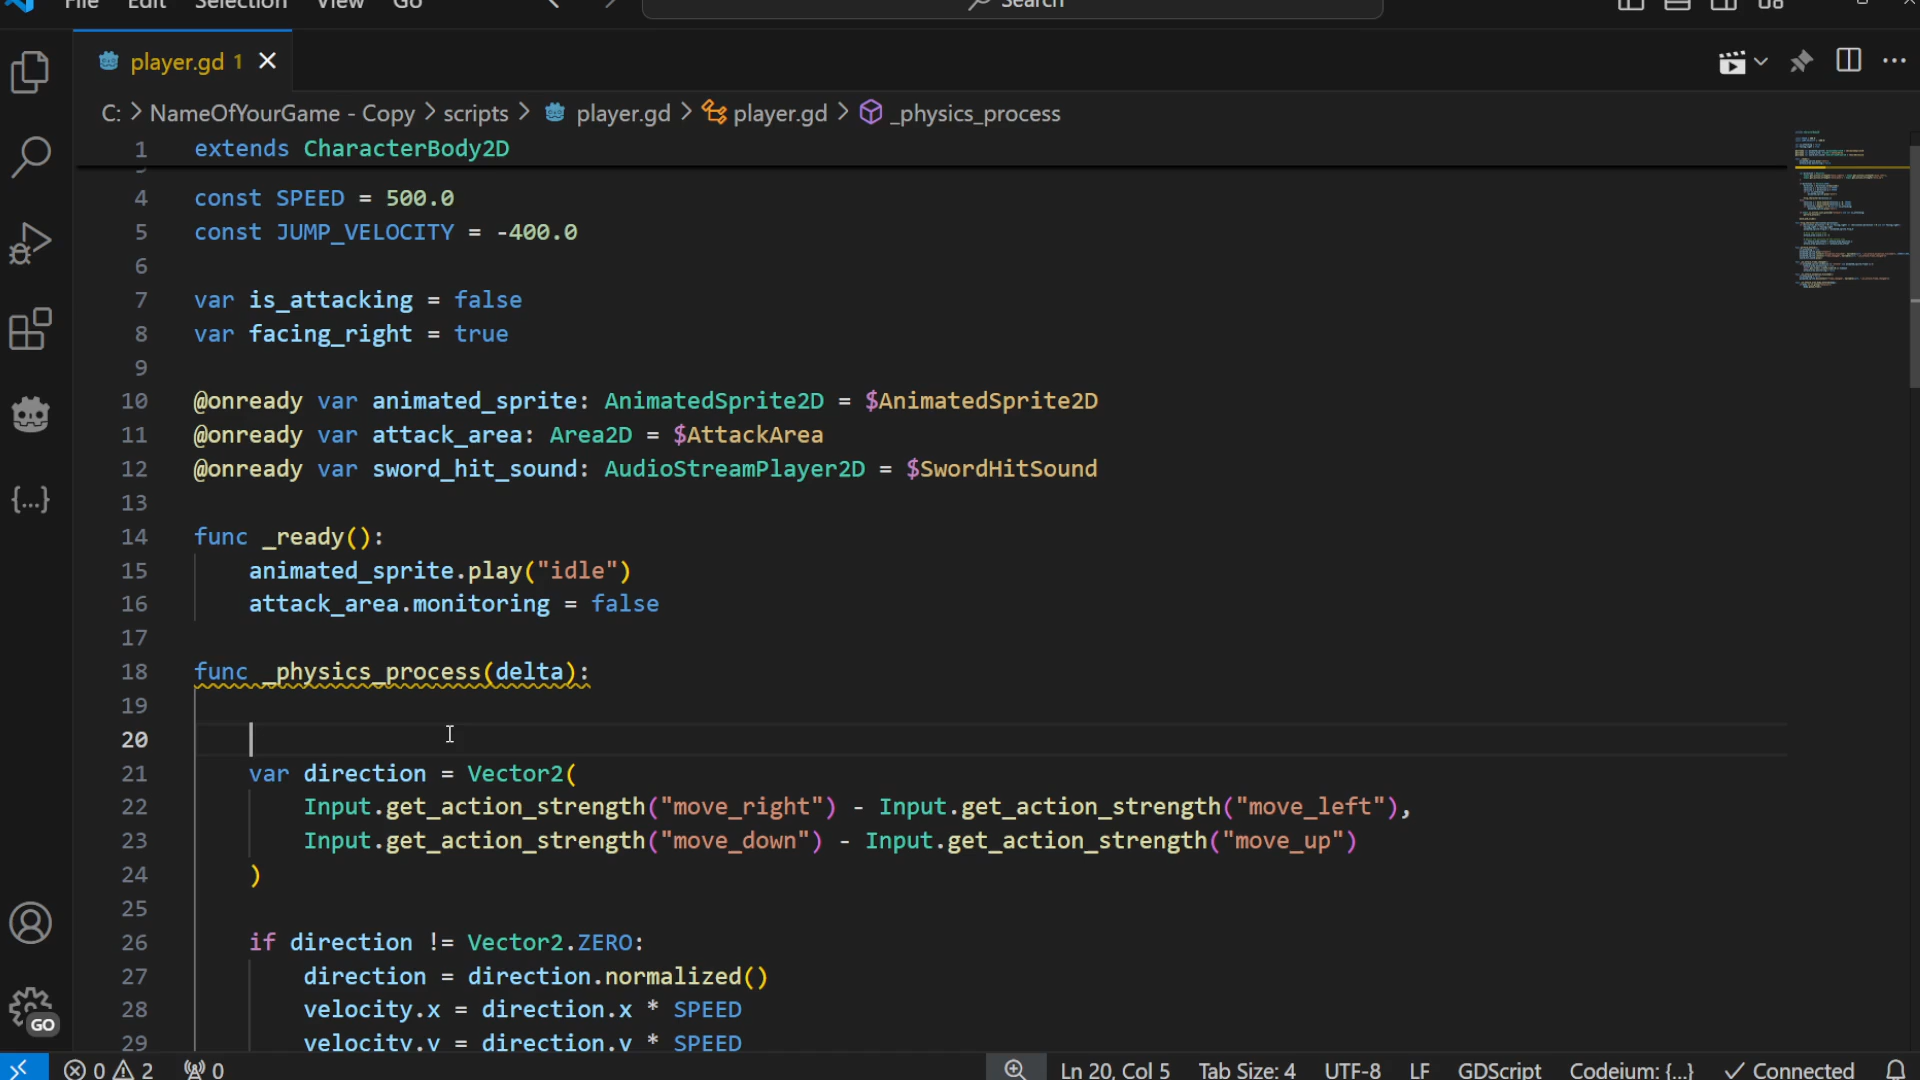 File Edit Selection View Go Search
player.gd 1
C: > NameOfYourGame - Copy > scripts > player.gd > player.gd > _physics_process
1 extends CharacterBody2D
4 const SPEED = 500.0
5 const JUMP_VELOCITY = -400.0
6
7 var is_attacking = false
8 var facing_right = true
9
10 @onready var animated_sprite: AnimatedSprite2D = $AnimatedSprite2D
11 @onready var attack_area: Area2D = $AttackArea
12 @onready var sword_hit_sound: AudioStreamPlayer2D = $SwordHitSound
13
14 func _ready():
15 animated_sprite.play("idle")
16 attack_area.monitoring = false
17
18 func _physics_process(delta):
19
20
21 var direction = Vector2(
22 Input.get_action_strength("move_right") - Input.get_action_strength("move_left"),
23 Input.get_action_strength("move_down") - Input.get_action_strength("move_up")
24 )
25
26 if direction != Vector2.ZERO:
27 direction = direction.normalized()
28 velocity.x = direction.x * SPEED
29 velocity.y = direction.y * SPEED
GO
0 2 0 Ln 20, Col 5 Tab Size: 4 UTF-8 LF GDScript Codeium: {...} Connected